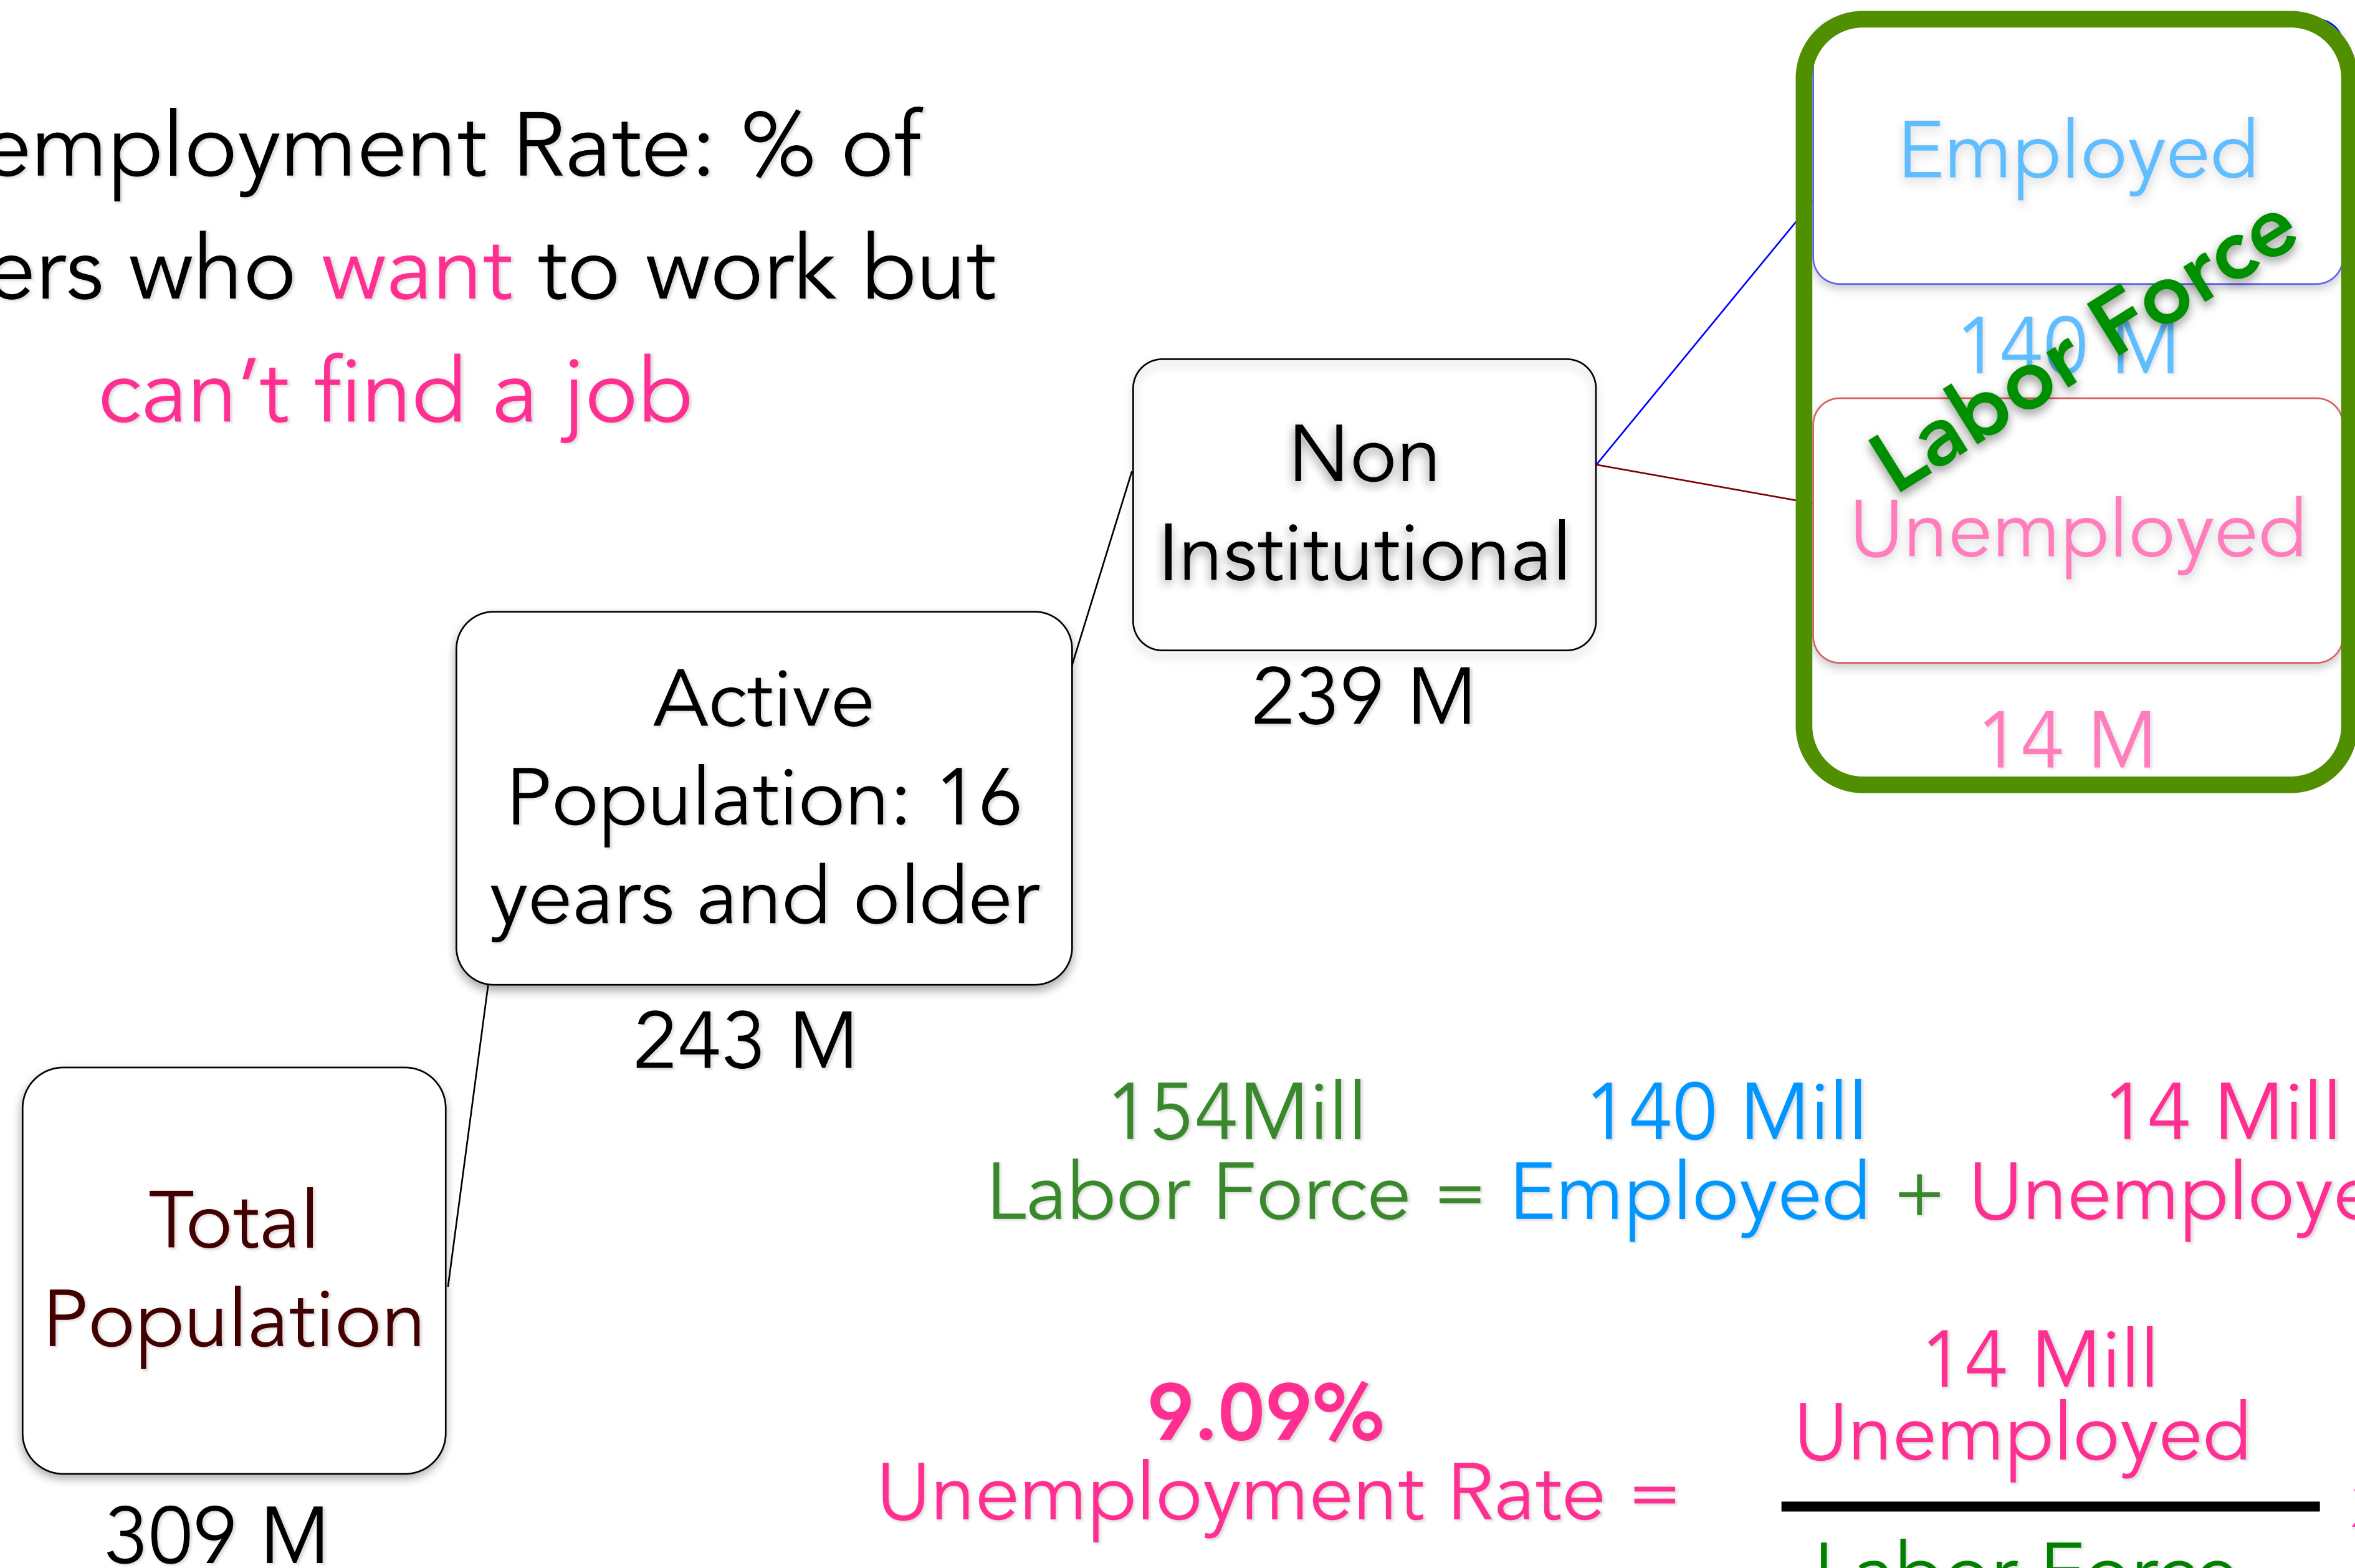 employment Rate: % of
ers who want to work but
can't find a job
Employed
140 M
Labor Force
Unemployed
14 M
Non
Institutional
239 M
Active
Population: 16
years and older
243 M
Total
Population
309 M
154Mill 140 Mill 14 Mill
Labor Force = Employed + Unemploye
14 Mill
9.09%
Unemployed
Unemployment Rate =
Labor Force